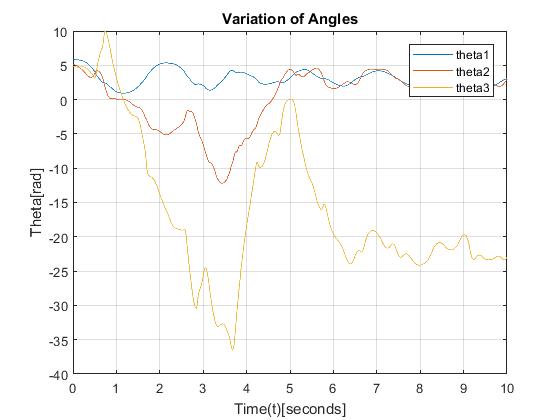 Variation of Angles
theta1
theta2
theta3
10
5
0
-5
-10
-15
-20
-25
-30
-35
-40
Theta[rad]
0 1 2 3 4 5 6 7 8 9 10
Time(t)[seconds]